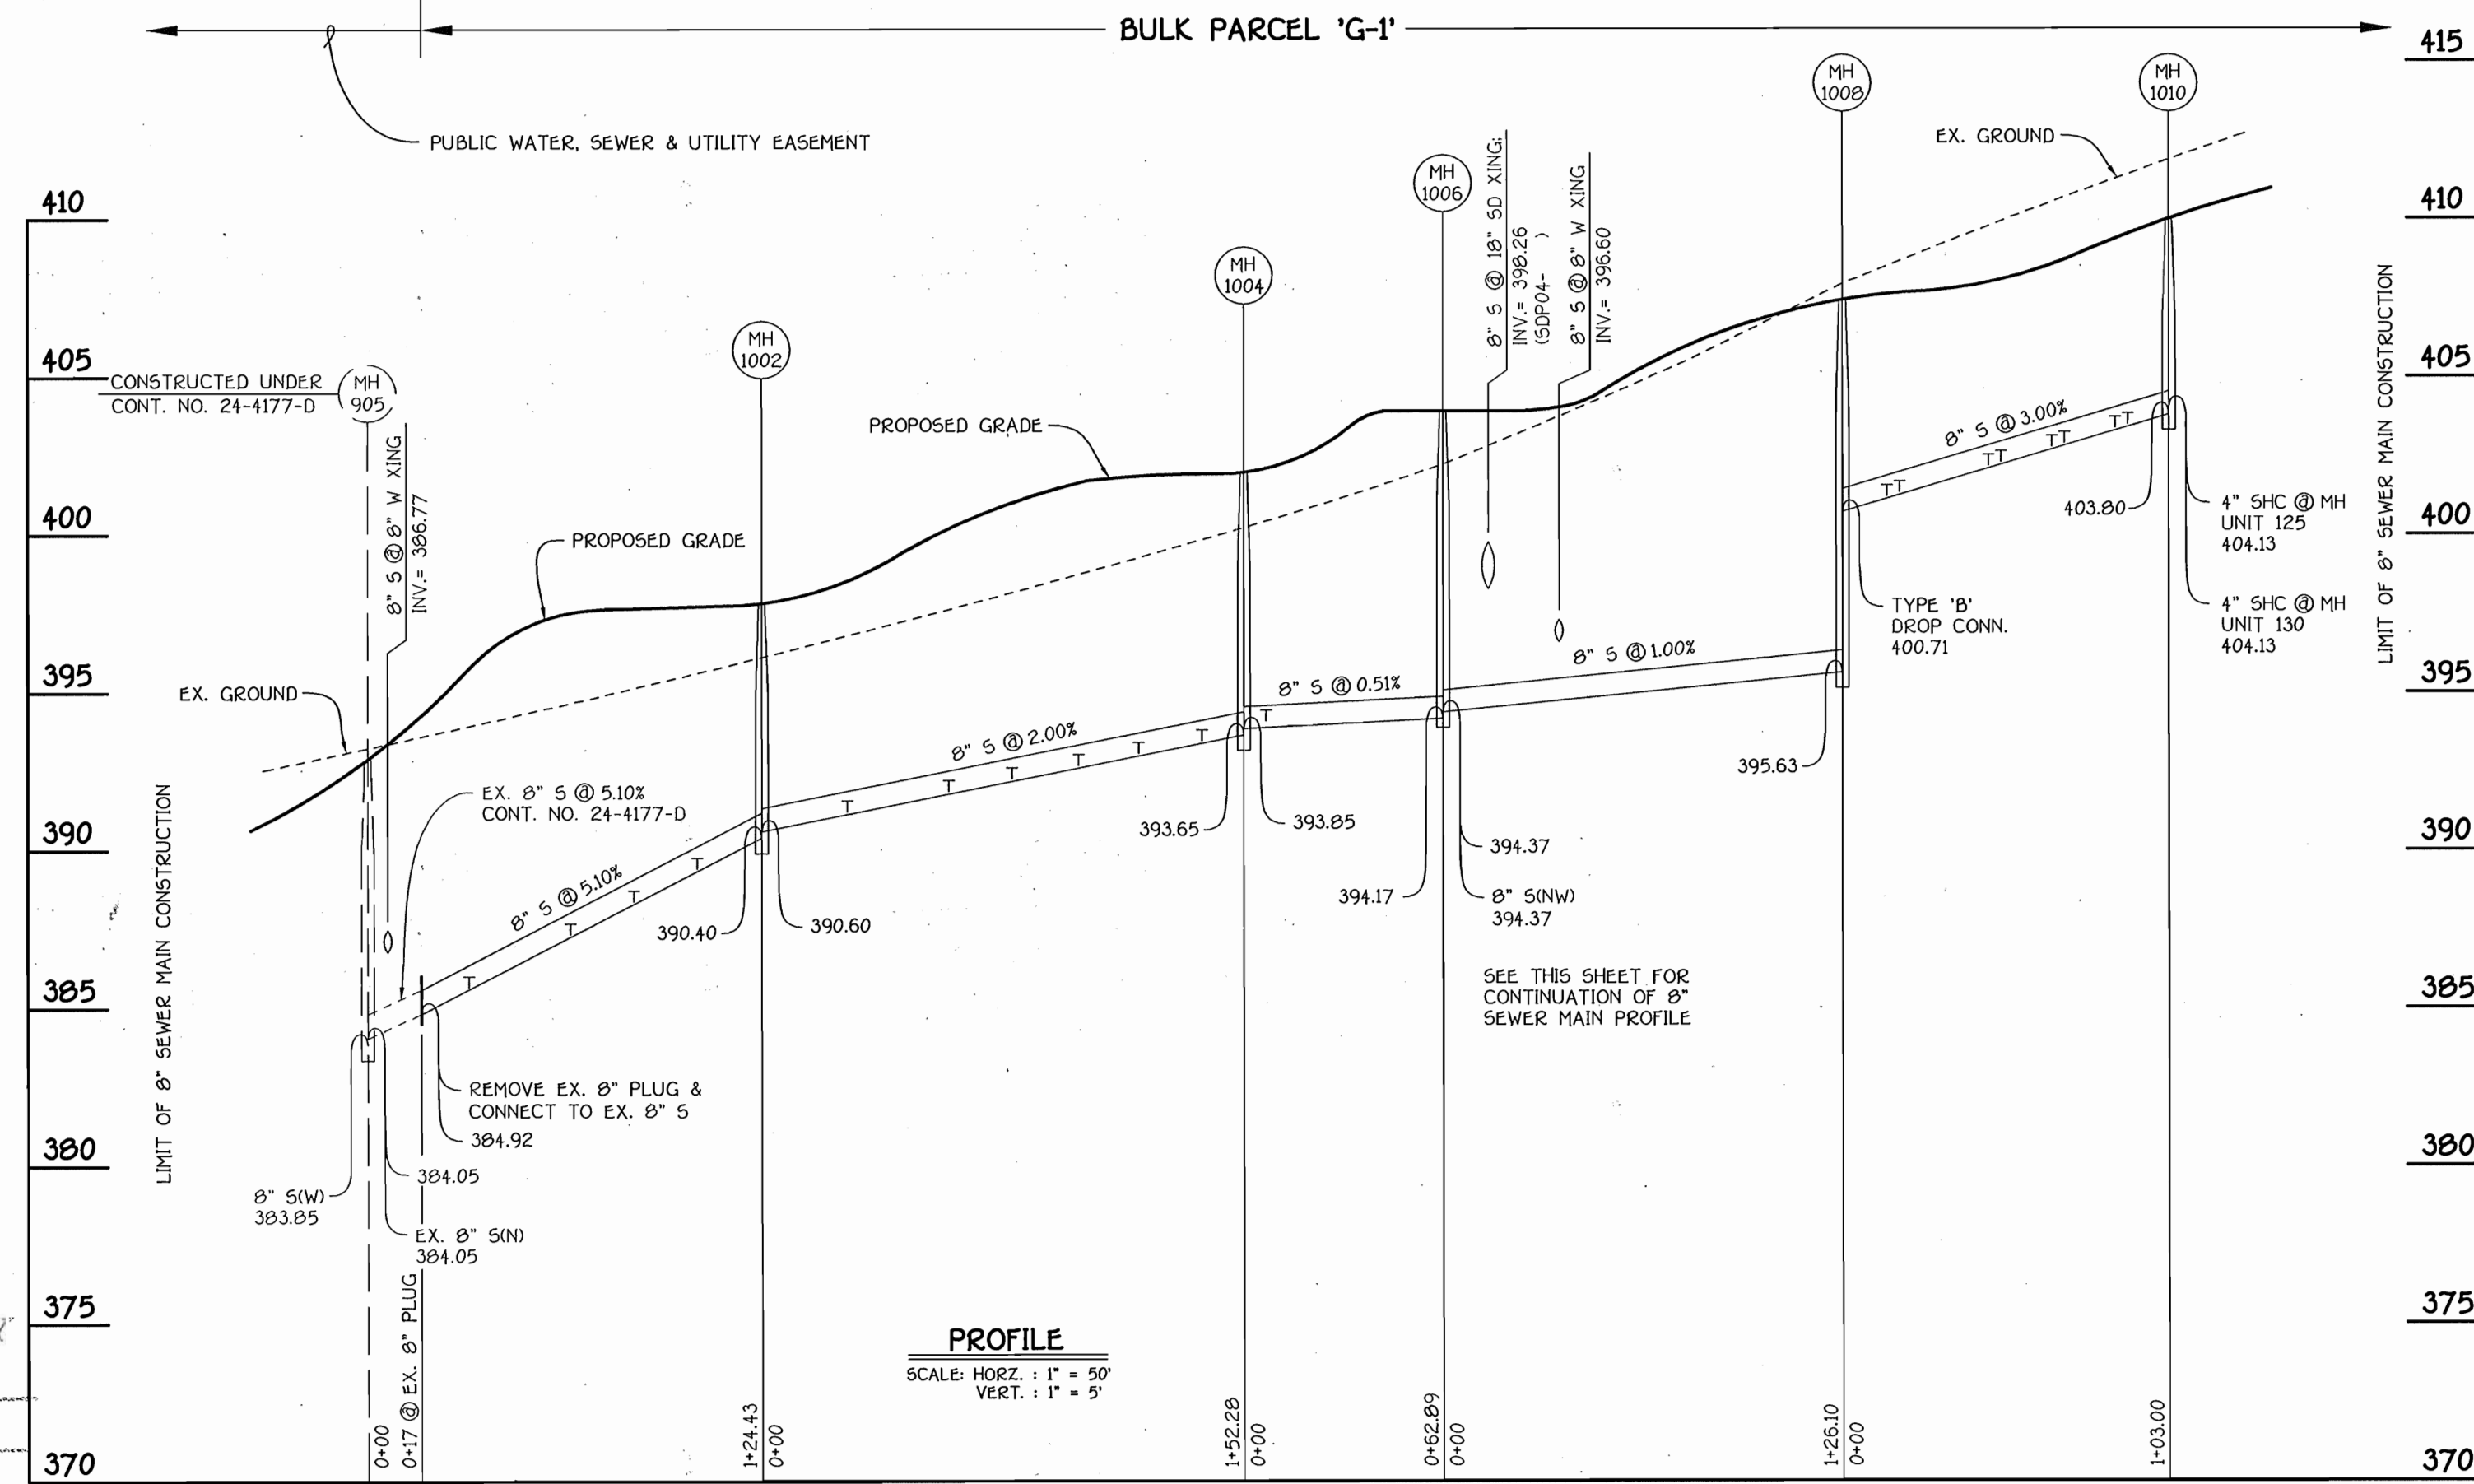 BULK PARCEL 'G-1'
PUBLIC WATER, SEWER & UTILITY EASEMENT
415
410
405
400
395
390
385
380
375
370
410
405
400
395
390
385
380
375
370
LIMIT OF 8" SEWER MAIN CONSTRUCTION
CONSTRUCTED UNDER
CONT. NO. 24-4177-D
MH
905
8" S @ 8" W XING
INV.= 386.77
EX. GROUND
PROPOSED GRADE
MH
1002
EX. 8" S @ 5.10%
CONT. NO. 24-4177-D
8" S @ 5.10%
T
T
T
T
390.40
390.60
REMOVE EX. 8" PLUG &
CONNECT TO EX. 8" S
384.92
384.05
8" S(W)
383.85
EX. 8" S(N)
384.05
0+00
0+17 @ EX. 8" PLUG
PROPOSED GRADE
MH
1004
8" S @ 2.00%
T
T
T
T
T
T
393.65
393.85
MH
1006
8" S @ 0.51%
T
394.17
394.37
8" S(NW)
394.37
SEE THIS SHEET FOR
CONTINUATION OF 8"
SEWER MAIN PROFILE
8" S @ 18" SD XING:
INV.= 398.26
(SDP04- )
8" S @ 8" W XING
INV.= 396.60
8" S @ 1.00%
395.63
MH
1008
EX. GROUND
MH
1010
8" S @ 3.00%
TT
TT
TT
TT
403.80
4" SHC @ MH
UNIT 125
404.13
4" SHC @ MH
UNIT 130
404.13
TYPE 'B'
DROP CONN.
400.71
LIMIT OF 8" SEWER MAIN CONSTRUCTION
PROFILE
SCALE: HORZ. : 1" = 50'
VERT. : 1" = 5'
1+24.43
0+00
1+52.28
0+00
0+62.89
0+00
1+26.10
0+00
1+03.00